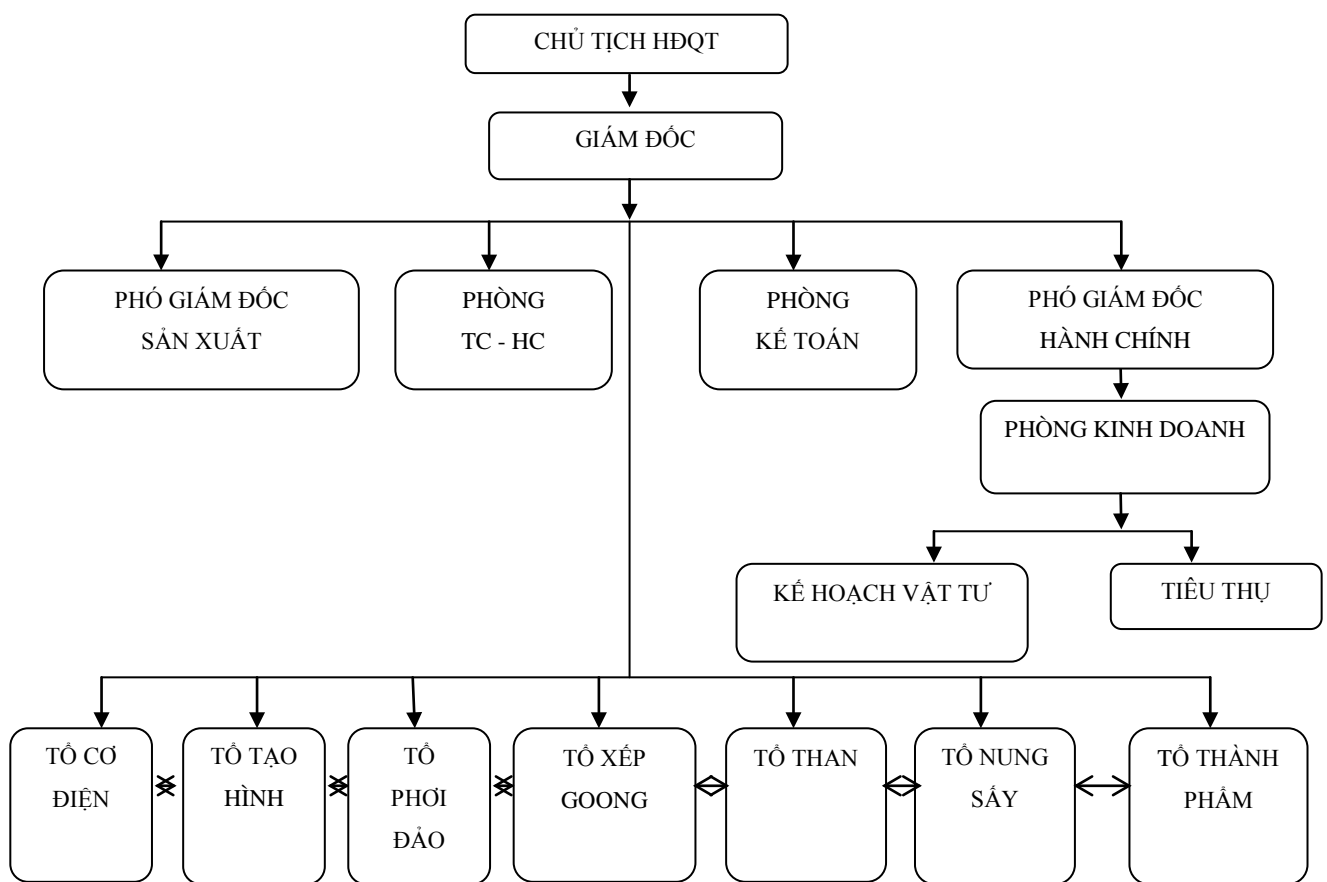 CHỦ TỊCH HĐQT
GIÁM ĐỐC
PHÓ GIÁM ĐỐC
SẢN XUẤT
PHÒNG
TC - HC
PHÒNG
KẾ TOÁN
PHÓ GIÁM ĐỐC
HÀNH CHÍNH
PHÒNG KINH DOANH
KẾ HOẠCH VẬT TƯ
TIÊU THỤ
TỔ CƠ
ĐIỆN
TỔ TẠO
HÌNH
TỔ
PHƠI
ĐẢO
TỔ XẾP
GOONG
TỔ THAN
TỔ NUNG
SẤY
TỔ THÀNH
PHẨM